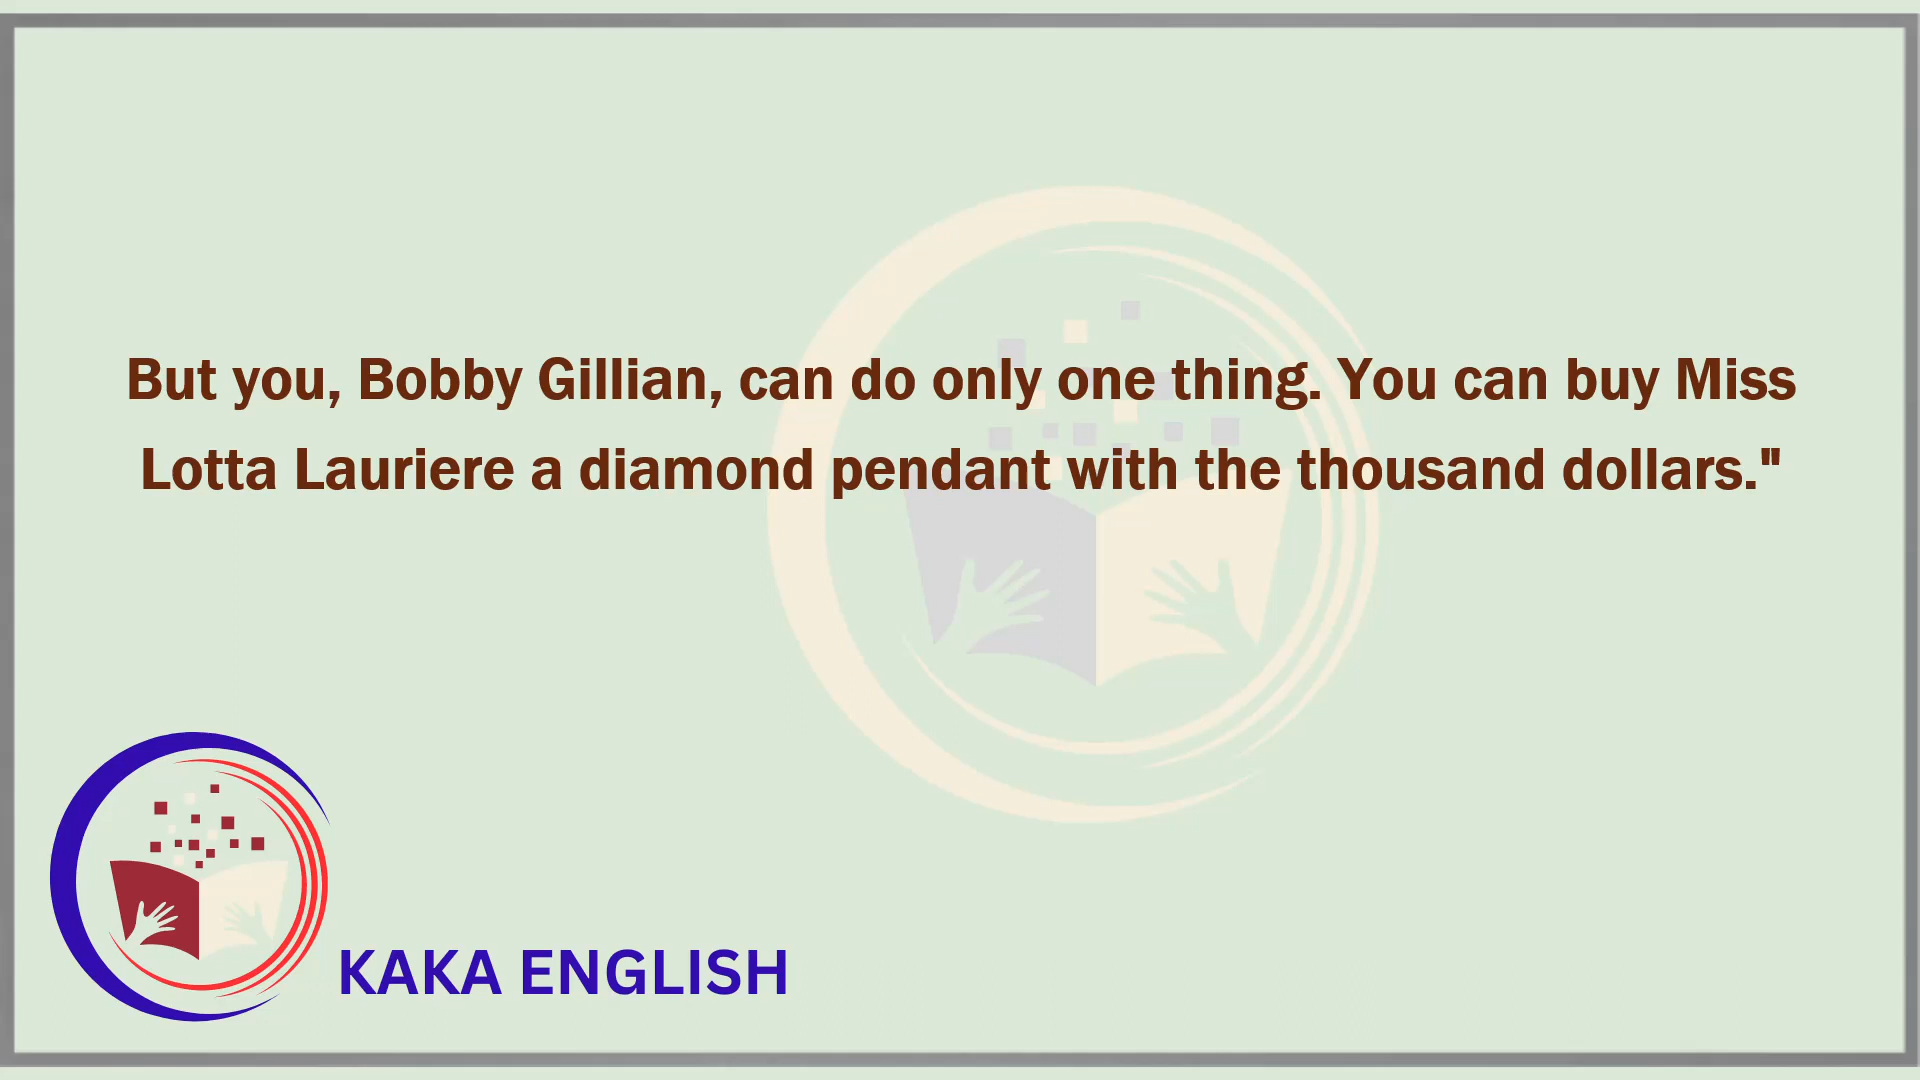 But you, Bobby Gillian, can do only one thing. You can buy Miss
Lotta Lauriere a diamond pendant with the thousand dollars."
KAKA ENGLISH